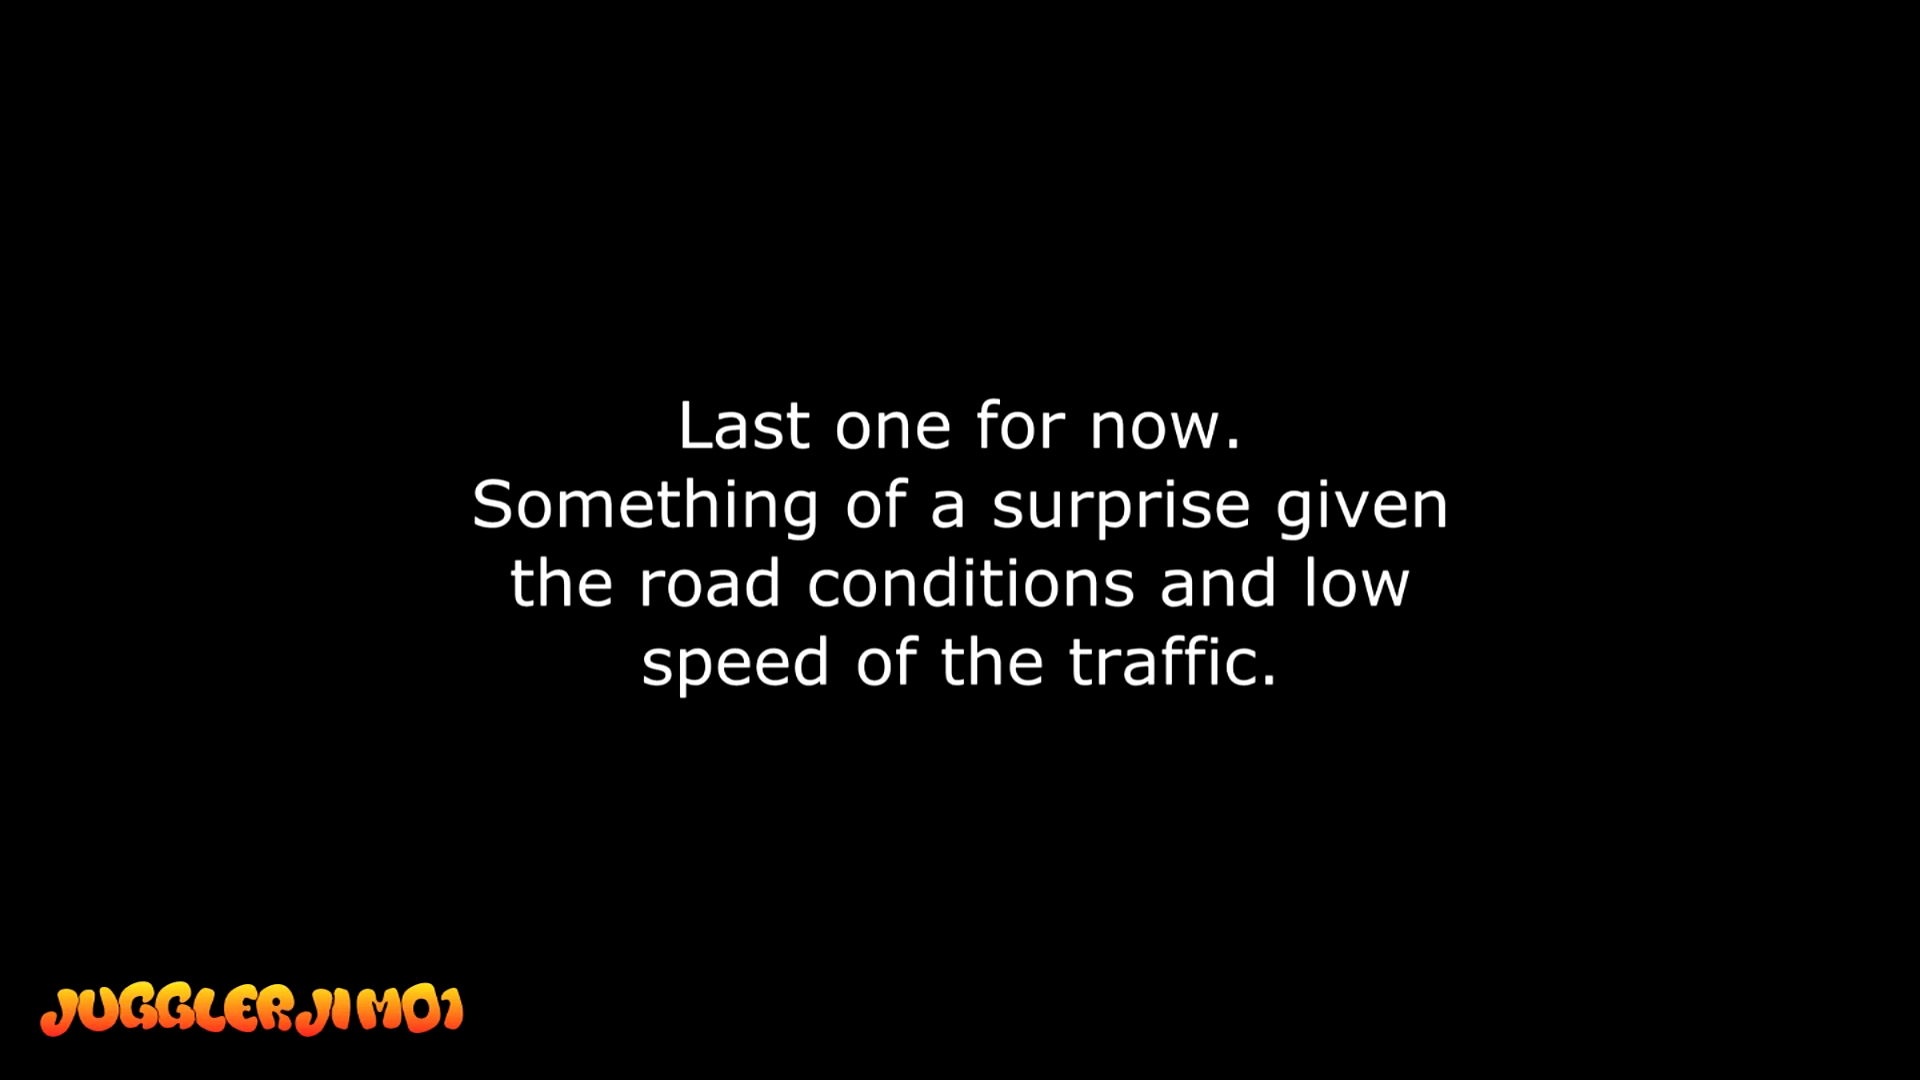 Last one for now.
Something of a surprise given
the road conditions and low
speed of the traffic.
JUGGLERJIM01